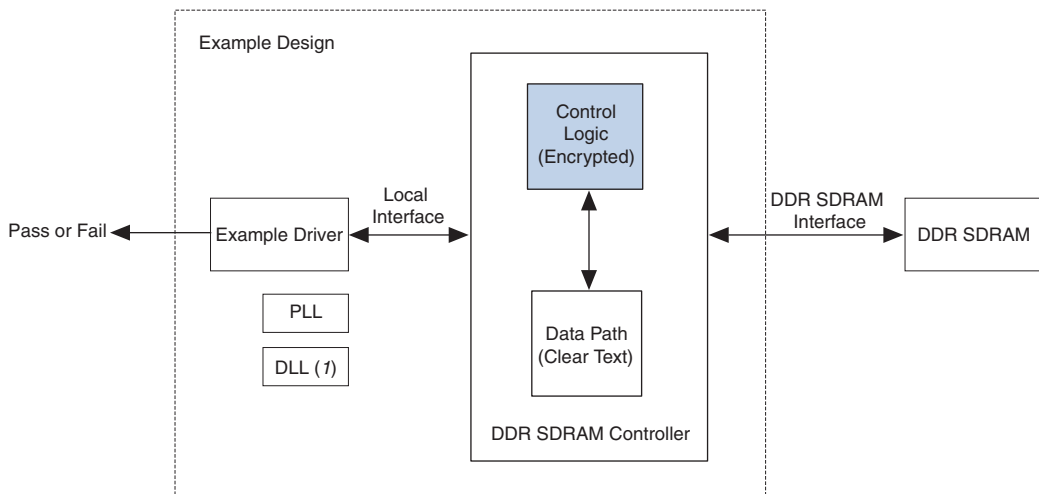 Example Design
Control
Logic
(Encrypted)
Local
Interface
DDR SDRAM
Interface
Pass or Fail
Example Driver
DDR SDRAM
PLL
DLL (1)
Data Path
(Clear Text)
DDR SDRAM Controller